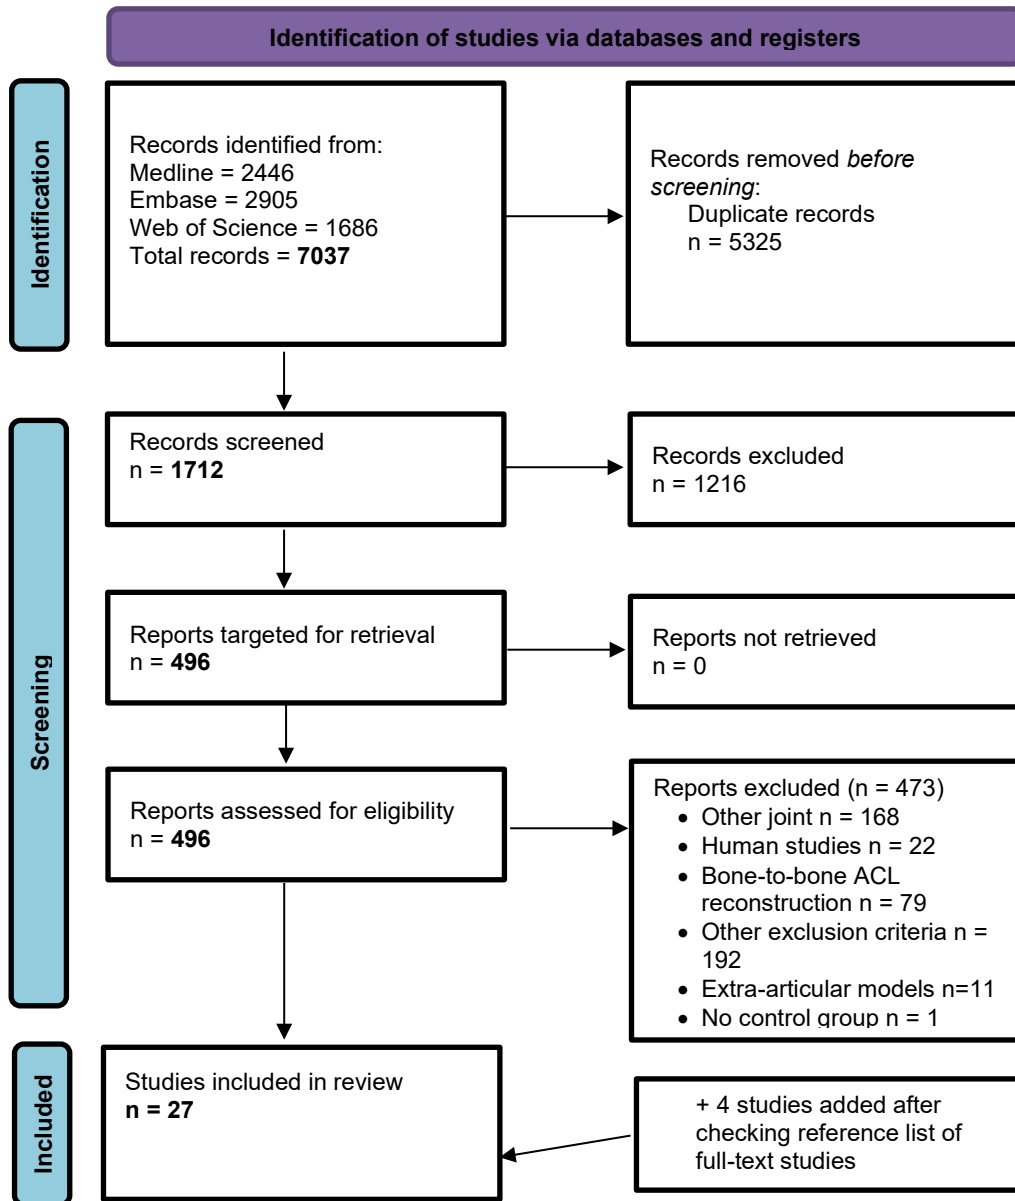 Identification of studies via databases and registers
Identification
Records identified from:
Medline = 2446
Embase = 2905
Web of Science = 1686
Total records = 7037
Records removed before
screening:
Duplicate records
n = 5325
Screening
Records screened
n = 1712
Records excluded
n = 1216
Reports targeted for retrieval
n = 496
Reports not retrieved
n = 0
Reports assessed for eligibility
n = 496
Reports excluded (n = 473)
• Other joint n = 168
• Human studies n = 22
• Bone-to-bone ACL
reconstruction n = 79
• Other exclusion criteria n =
192
• Extra-articular models n=11
• No control group n = 1
Included
Studies included in review
n = 27
+ 4 studies added after
checking reference list of
full-text studies